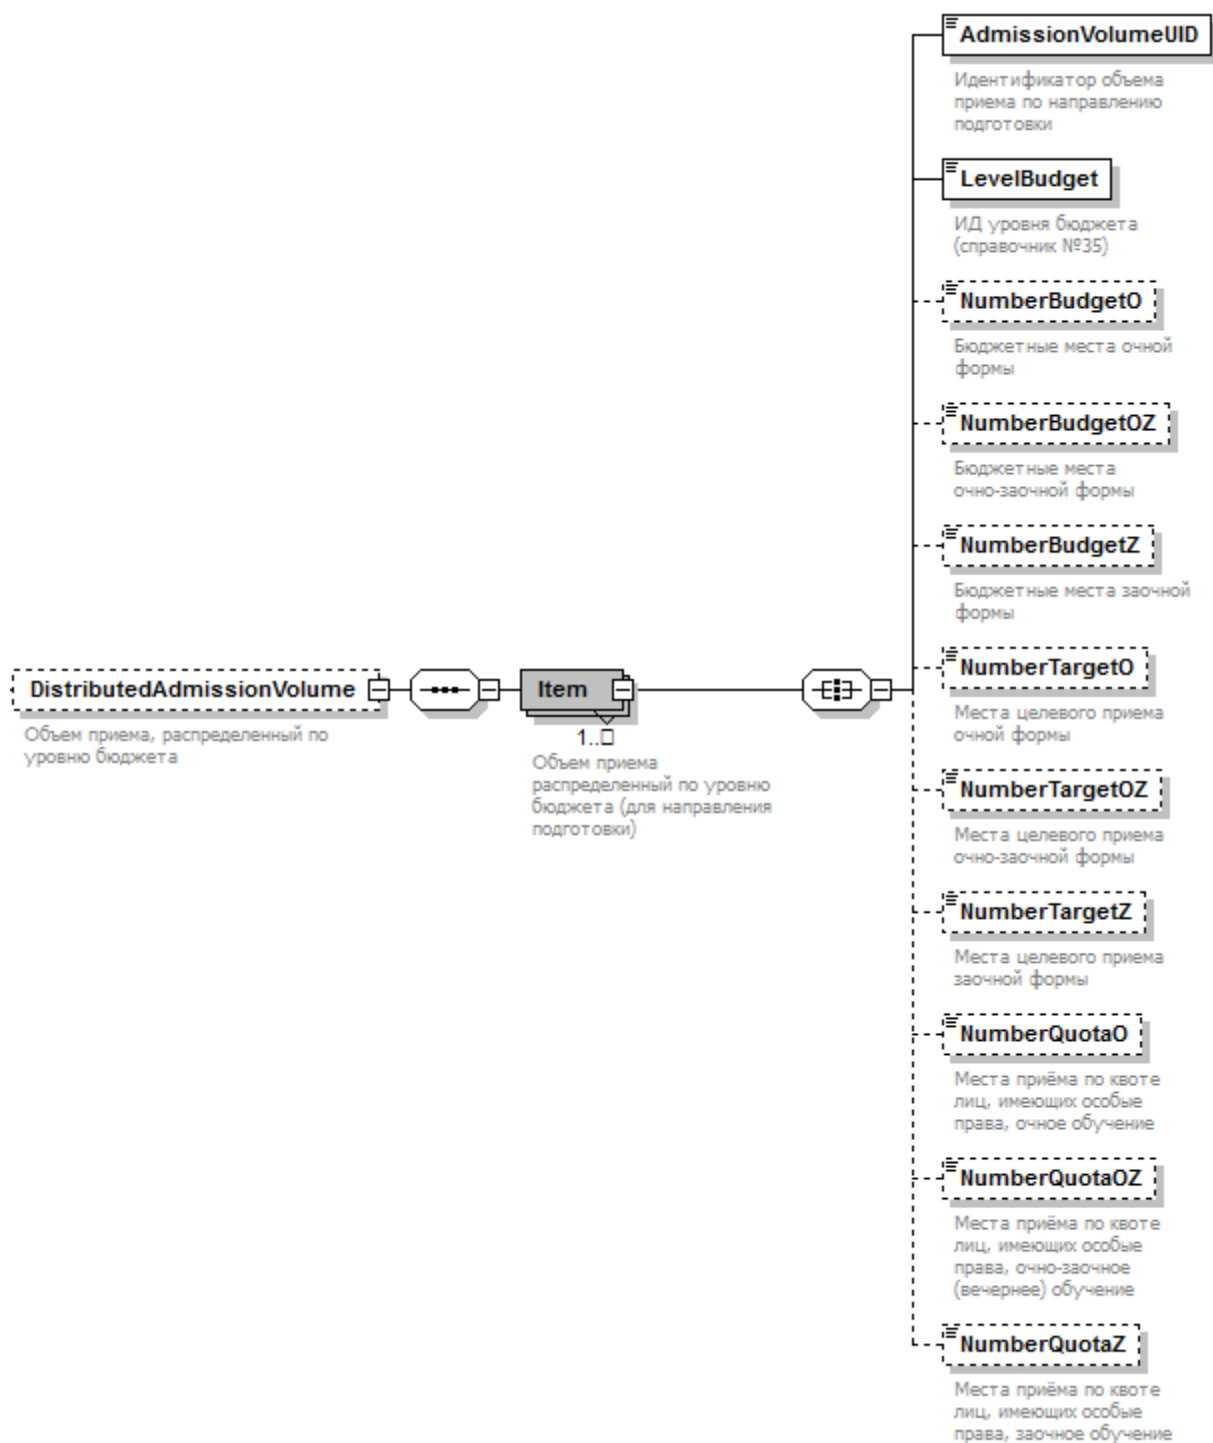 AdmissionVolumeUID
Идентификатор объема
приема по направлению
подготовки
LevelBudget
ИД уровня бюджета
(справочник №35)
NumberBudgetO
Бюджетные места очной
формы
NumberBudgetOZ
Бюджетные места
очно-заочной формы
NumberBudgetZ
Бюджетные места заочной
формы
DistributedAdmissionVolume
Объем приема, распределенный по
уровню бюджета
Item
1..□
Объем приема
распределенный по уровню
бюджета (для направления
подготовки)
NumberTargetO
Места целевого приема
очной формы
NumberTargetOZ
Места целевого приема
очно-заочной формы
NumberTargetZ
Места целевого приема
заочной формы
NumberQuotaO
Места приёма по квоте
лиц, имеющих особые
права, очное обучение
NumberQuotaOZ
Места приёма по квоте
лиц, имеющих особые
права, очно-заочное
(вечернее) обучение
NumberQuotaZ
Места приёма по квоте
лиц, имеющих особые
права, заочное обучение